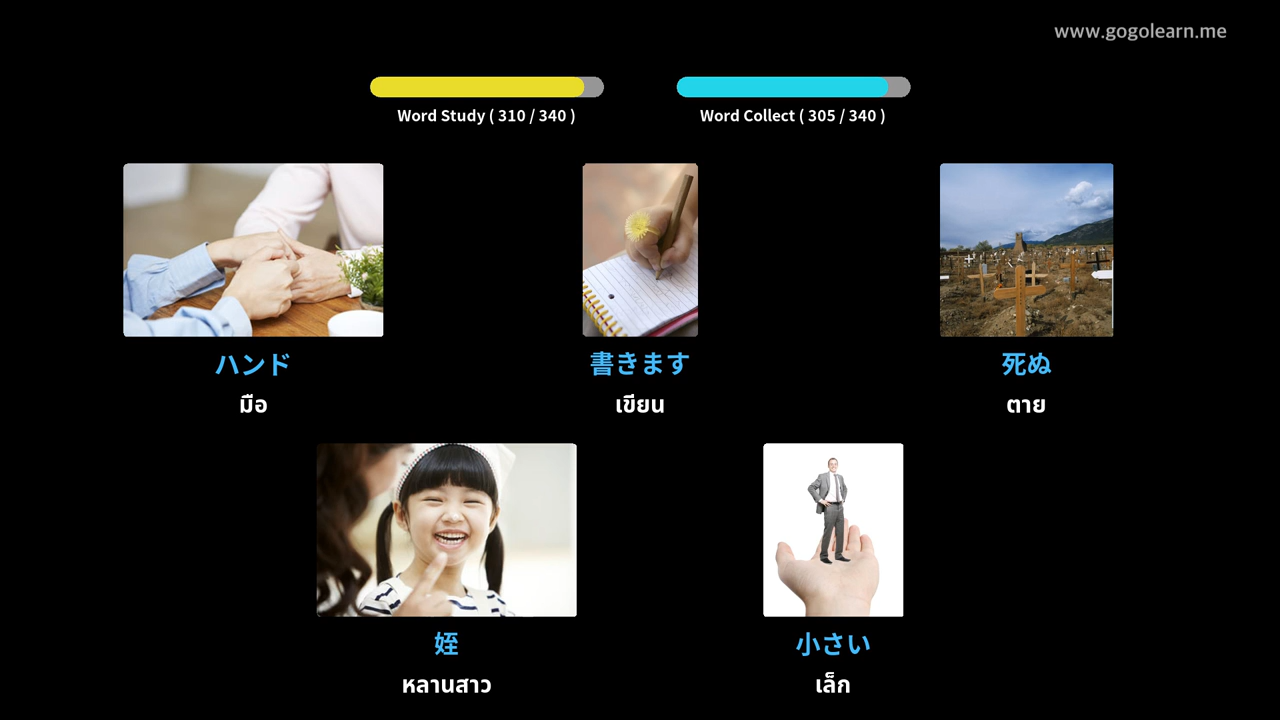 www.gogolearn.me
Word Study ( 310 / 340 )
Word Collect ( 305 / 340 )
ハンド
มือ
書きます
เขียน
死ぬ
ตาย
姪
หลานสาว
小さい
เล็ก